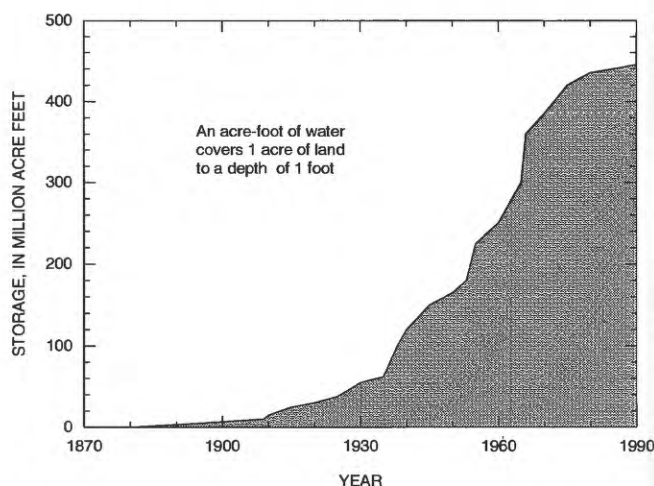 500
400
300
200
100
0
STORAGE, IN MILLION ACRE FEET
An acre-foot of water
covers 1 acre of land
to a depth of 1 foot
1870
1900
1930
1960
1990
YEAR